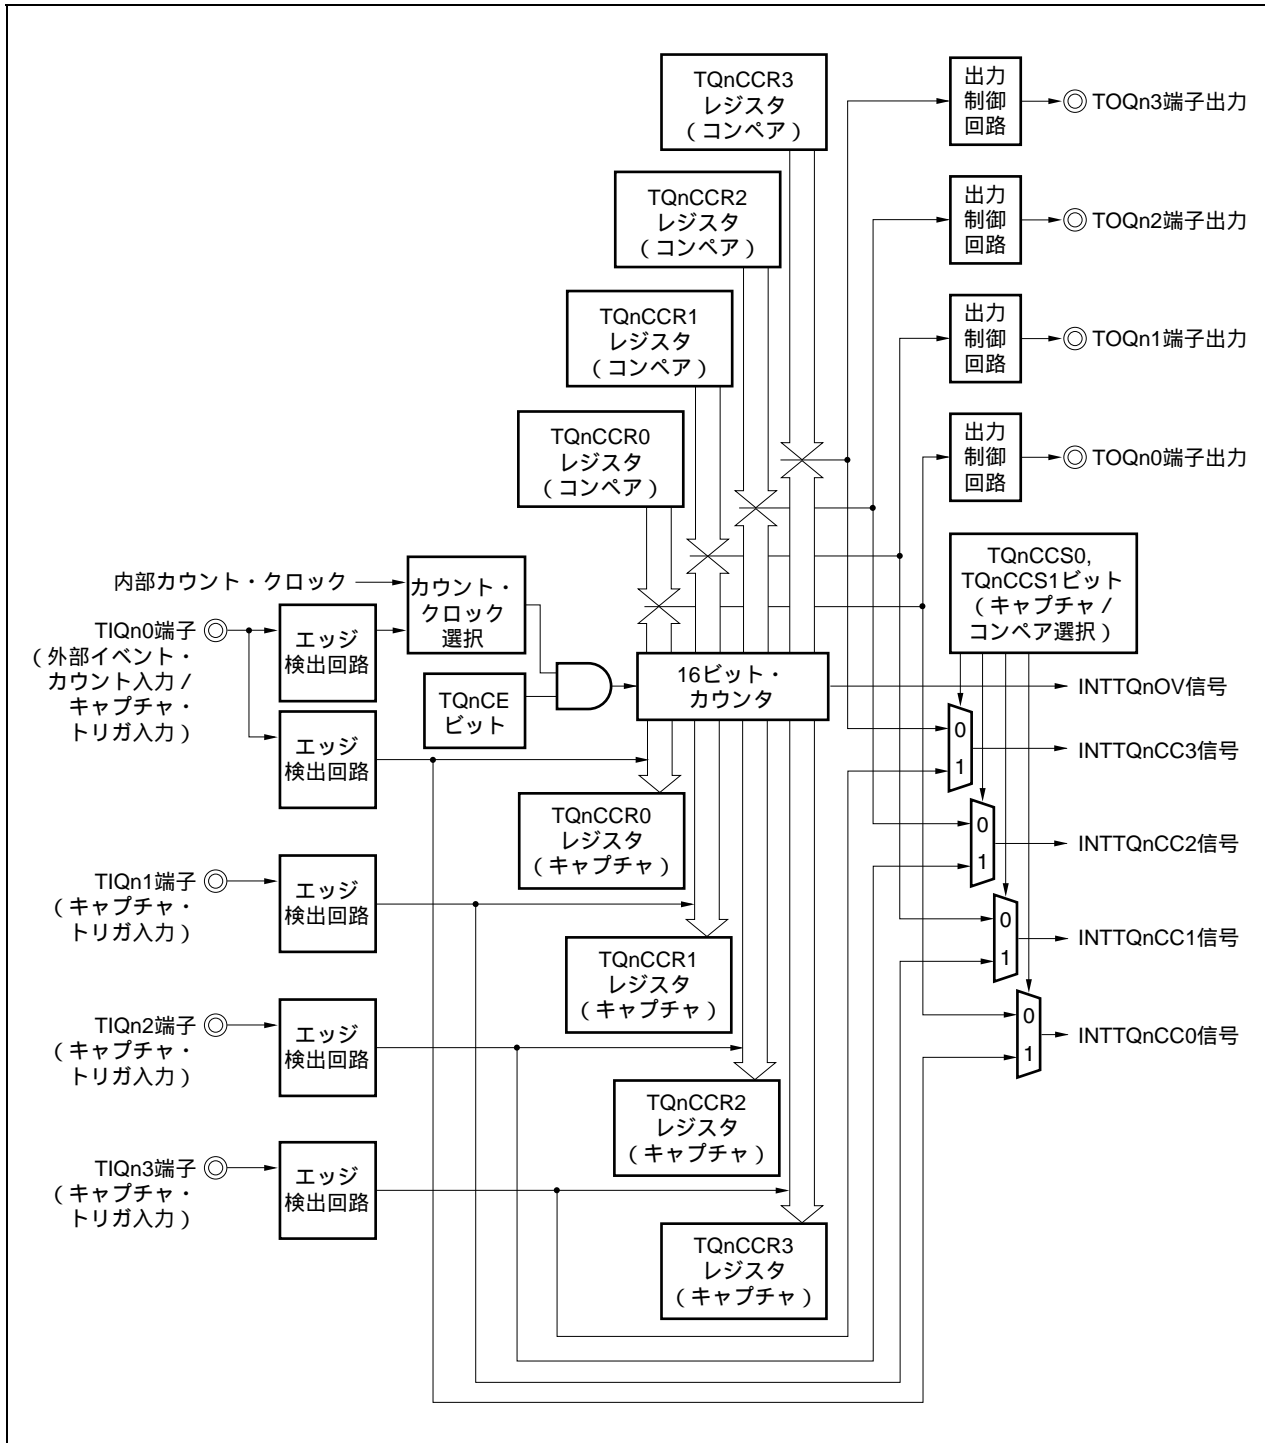 TQnCCR3
レジスタ
(コンペア)
出力
制御
回路
TOQn3端子出力
TQnCCR2
レジスタ
(コンペア)
出力
制御
回路
TOQn2端子出力
TQnCCR1
レジスタ
(コンペア)
出力
制御
回路
TOQn1端子出力
TQnCCR0
レジスタ
(コンペア)
出力
制御
回路
TOQn0端子出力
TQnCCS0,
TQnCCS1ビット
(キャプチャ/
コンペア選択)
内部カウント・クロック
カウント・
クロック
選択
TIQn0端子
(外部イベント・
カウント入力/
キャプチャ・
トリガ入力)
エッジ
検出回路
TQnCE
ビット
16ビット・
カウンタ
INTTQnOV信号
エッジ
検出回路
0
1
INTTQnCC3信号
TQnCCR0
レジスタ
(キャプチャ)
0
1
INTTQnCC2信号
TIQn1端子
(キャプチャ・
トリガ入力)
エッジ
検出回路
0
1
INTTQnCC1信号
TQnCCR1
レジスタ
(キャプチャ)
TIQn2端子
(キャプチャ・
トリガ入力)
エッジ
検出回路
0
1
INTTQnCC0信号
TQnCCR2
レジスタ
(キャプチャ)
TIQn3端子
(キャプチャ・
トリガ入力)
エッジ
検出回路
TQnCCR3
レジスタ
(キャプチャ)